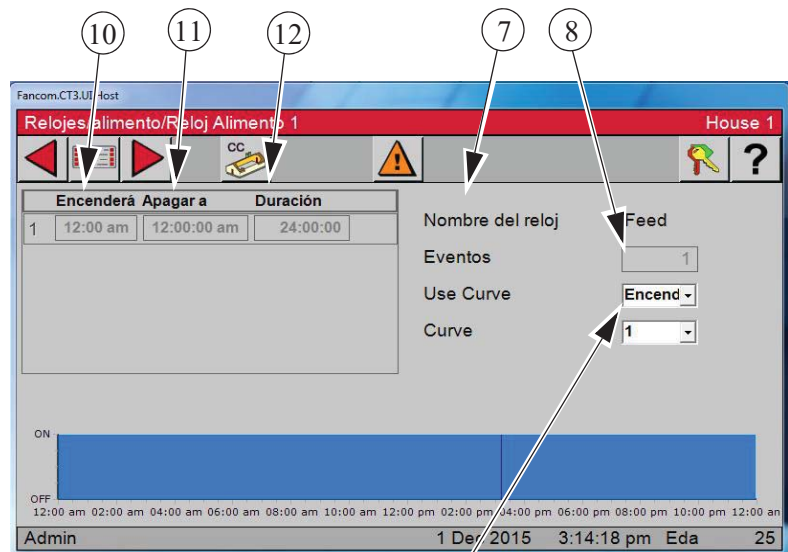 10 11 12 7 8
Fancom.CT3.UI Host
Relojes/alimento/Reloj Alimento 1 House 1
CC
?
Encenderá Apagar a Duración
1 12:00 am 12:00:00 am 24:00:00
Nombre del reloj Feed
Eventos 1
Use Curve Encend
Curve 1
ON
OFF
12:00 am 02:00 am 04:00 am 06:00 am 08:00 am 10:00 am 12:00 pm 02:00 pm 04:00 pm 06:00 pm 08:00 pm 10:00 pm 12:00 an
Admin 1 Dec 2015 3:14:18 pm Eda 25